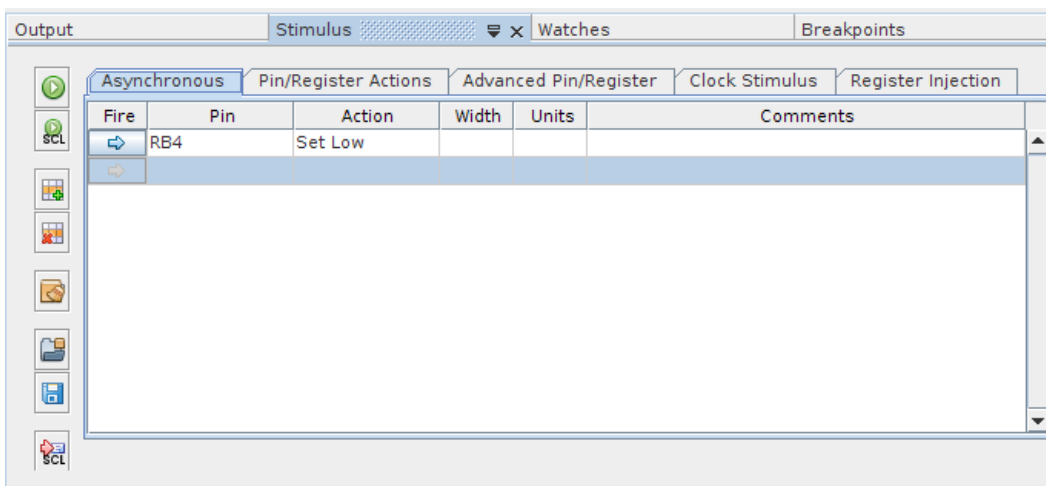 Output Stimulus Watches Breakpoints
Asynchronous Pin/Register Actions Advanced Pin/Register Clock Stimulus Register Injection
Fire Pin Action Width Units Comments
RB4 Set Low
SCL
SCL